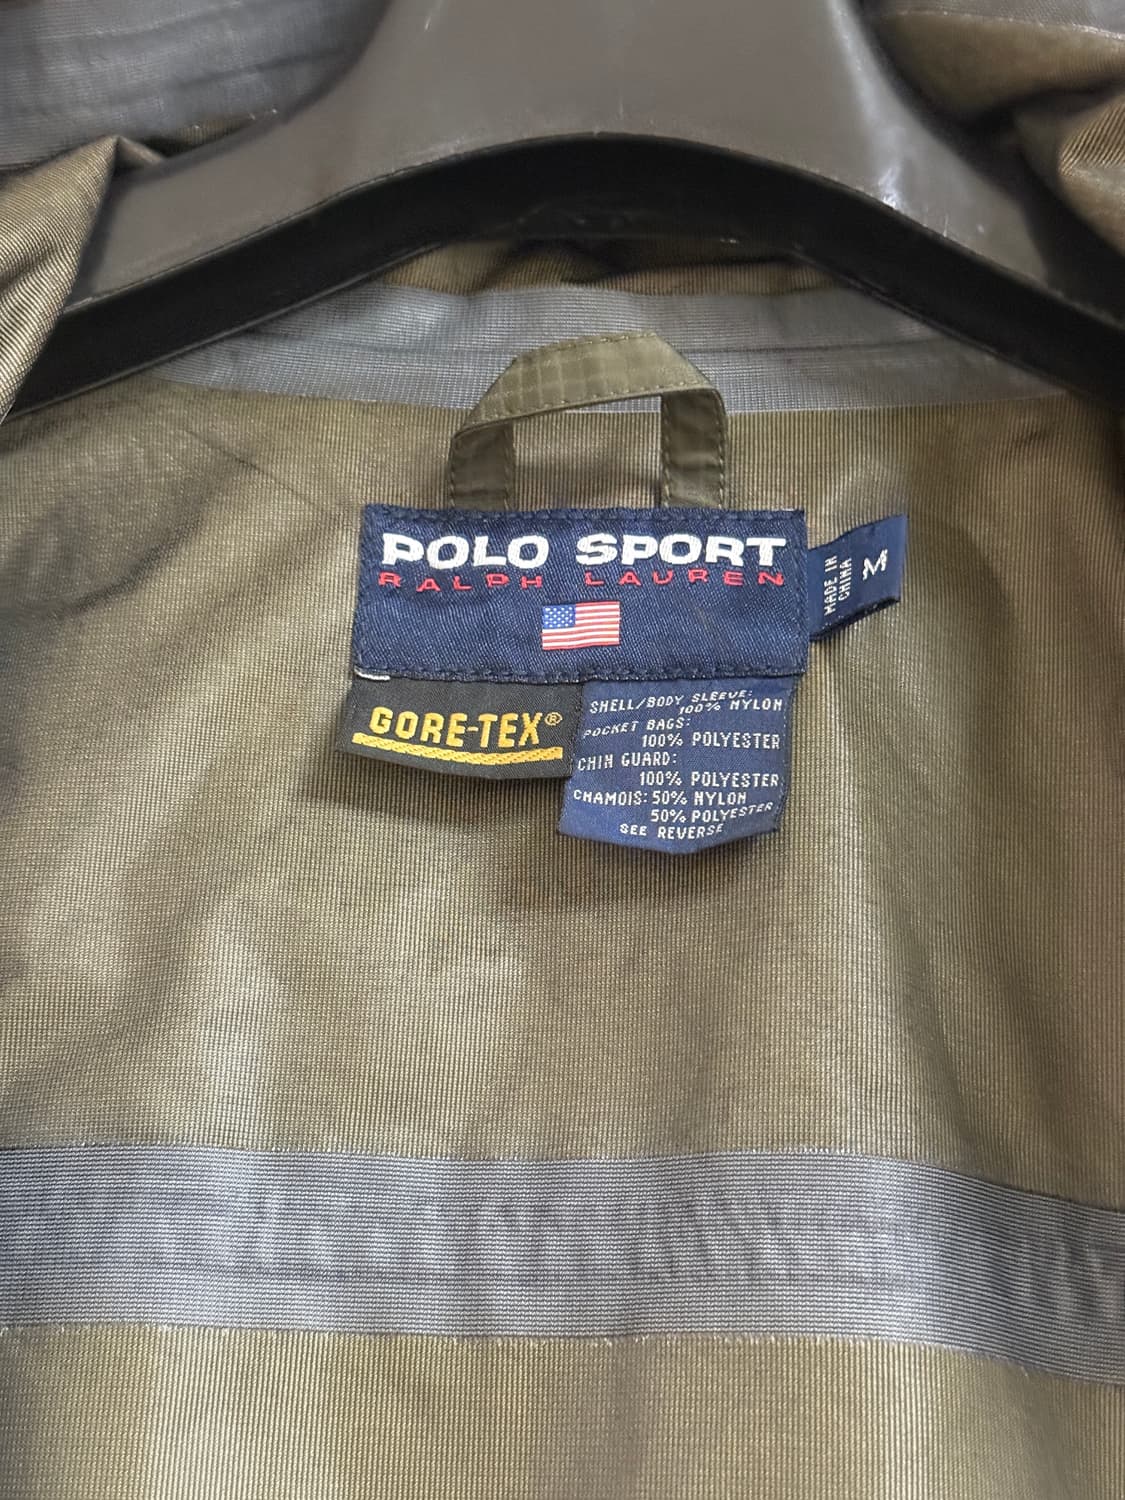 POLO SPORT
RALPH LAUREN
MADE IN
CHINA
M
GORE-TEX®
SHELL/BODY SLEEVE:
100% NYLON
POCKET BAGS:
100% POLYESTER
CHIN GUARD:
100% POLYESTER
CHAMOIS: 50% NYLON
50% POLYESTER
SEE REVERSE